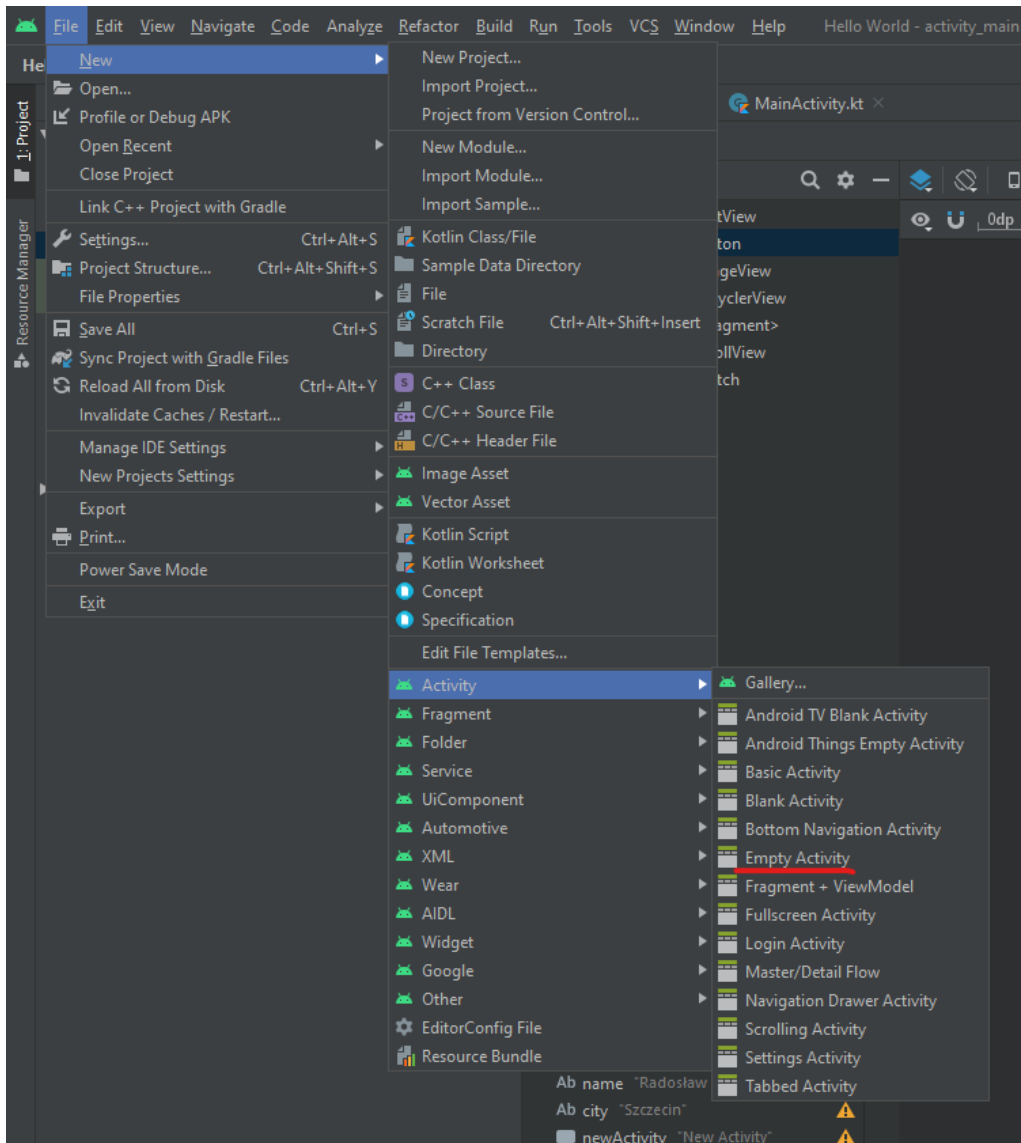 File Edit View Navigate Code Analyze Refactor Build Run Tools VCS Window Help Hello World - activity_main
He
1: Project
Resource Manager
New
Open...
Profile or Debug APK
Open Recent
Close Project
Link C++ Project with Gradle
Settings... Ctrl+Alt+S
Project Structure... Ctrl+Alt+Shift+S
File Properties
Save All Ctrl+S
Sync Project with Gradle Files
Reload All from Disk Ctrl+Alt+Y
Invalidate Caches / Restart...
Manage IDE Settings
New Projects Settings
Export
Print...
Power Save Mode
Exit
New Project...
Import Project...
Project from Version Control...
New Module...
Import Module...
Import Sample...
Kotlin Class/File
Sample Data Directory
File
Scratch File Ctrl+Alt+Shift+Insert
Directory
S C++ Class
C++ C/C++ Source File
H C/C++ Header File
Image Asset
Vector Asset
Kotlin Script
Kotlin Worksheet
Concept
Specification
Edit File Templates...
Activity
Fragment
Folder
Service
UiComponent
Automotive
XML
Wear
AIDL
Widget
Google
Other
EditorConfig File
Resource Bundle
Gallery...
Android TV Blank Activity
Android Things Empty Activity
Basic Activity
Blank Activity
Bottom Navigation Activity
Empty Activity
Fragment + ViewModel
Fullscreen Activity
Login Activity
Master/Detail Flow
Navigation Drawer Activity
Scrolling Activity
Settings Activity
Tabbed Activity
MainActivity.kt
0dp
tView
ton
geView
yclerView
agment>
ollView
tch
Ab name "Radosław
Ab city "Szczecin"
newActivity "New Activity"